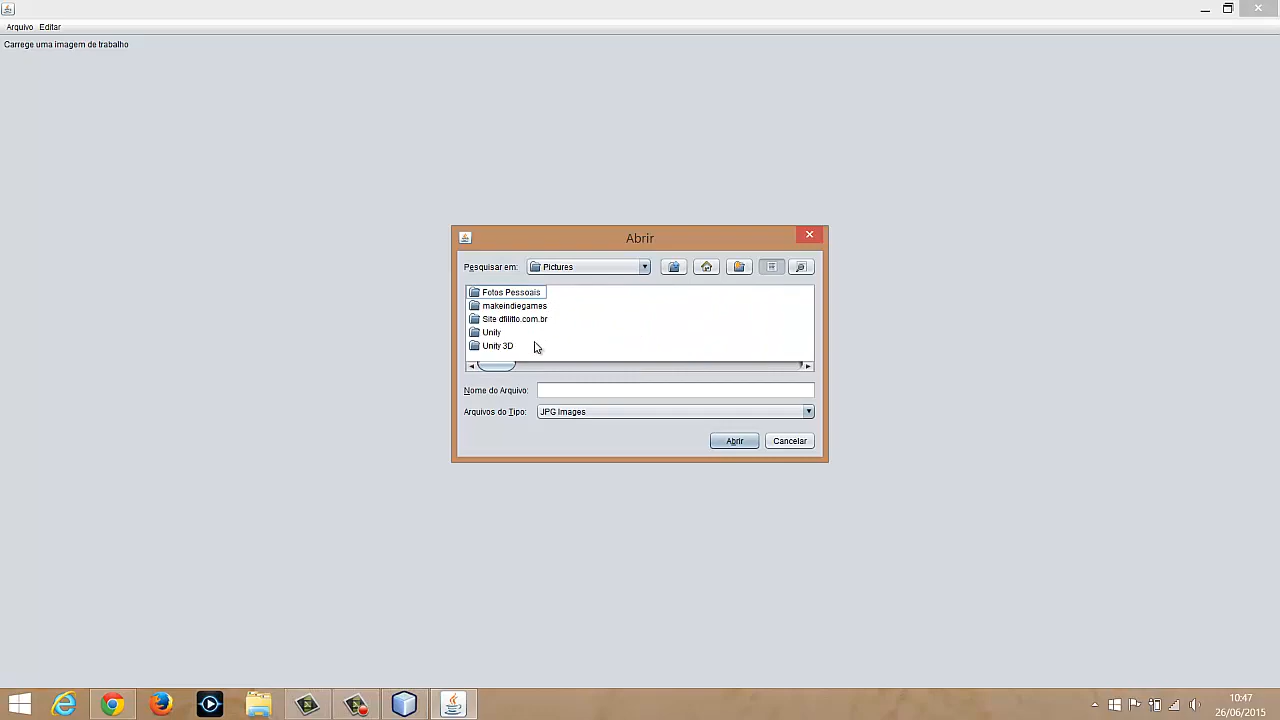 Arquivo Editar
Carrege uma imagem de trabalho
Abrir
Pesquisar em: Pictures
Fotos Pessoais
makeindiegames
Site dfilitto.com.br
Unity
Unity 3D
Nome do Arquivo:
Arquivos do Tipo: JPG Images
Abrir Cancelar
10:47
26/06/2015